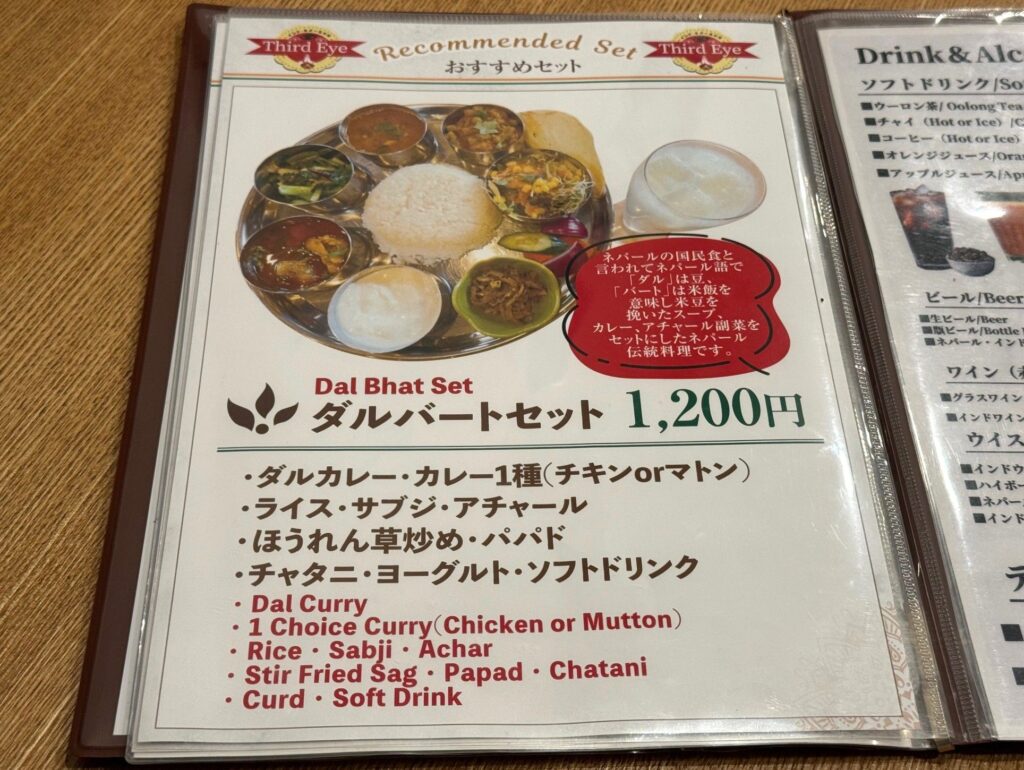 Third Eye
Recommended Set
Third Eye
おすすめセット
ネパールの国民食と
言われてネパール語で
「ダル」は豆、
「バート」は米飯を
意味し米豆を
挽いたスープ、
カレー、アチャール副菜を
セットにしたネパール
伝統料理です。
Dal Bhat Set
ダルバートセット 1,200円
・ダルカレー・カレー1種(チキンorマトン)
・ライス・サブジ・アチャール
・ほうれん草炒め・パパド
・チャタニ・ヨーグルト・ソフトドリンク
・Dal Curry
・1 Choice Curry(Chicken or Mutton)
・Rice・Sabji・Achar
・Stir Fried Sag・Papad・Chatani
・Curd・Soft Drink
Drink&Alc
ソフトドリンク/So
■ウーロン茶/Oolong Tea
■チャイ（Hot or Ice）/C
■コーヒー（Hot or Ice）
■オレンジジュース/Oran
■アップルジュース/App
ビール/Beer
■生ビール/Beer
■瓶ビール/Bottle
■ネパール・インド
ワイン
■グラスワイン
■インドワイン
ウイス
■インドウ
■ハイボー
■ネパー
■インド